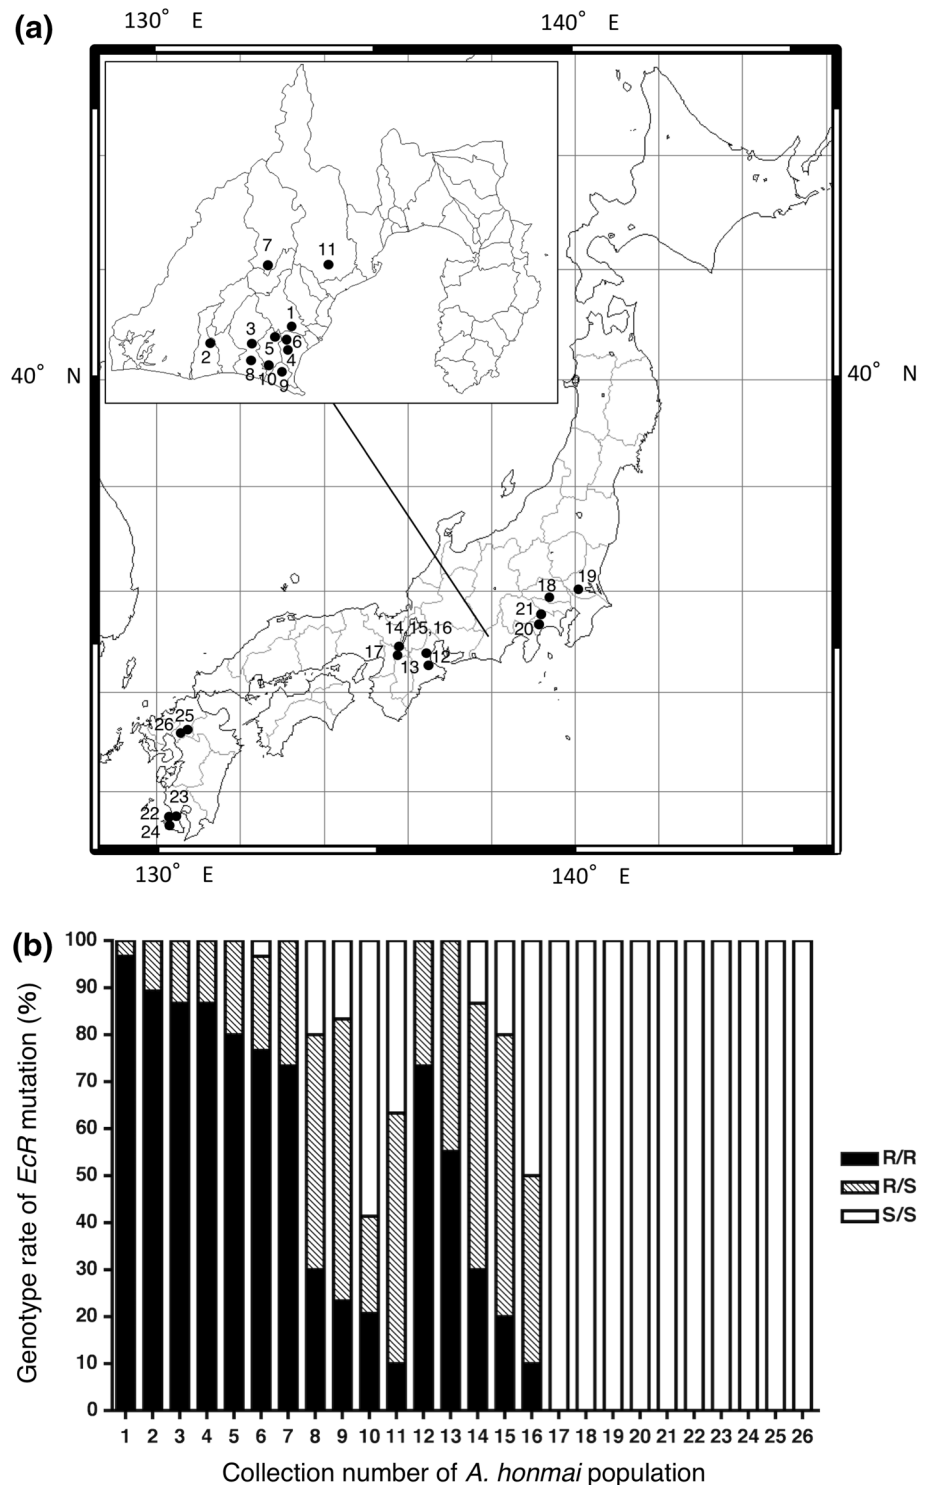 (a)
130° E
140° E
7
11
1
3
6
5
2
4
8
10
9
40° N
40° N
19
18
21
20
14,15,16
17
12
13
25
26
23
22
24
130° E
140° E
(b)
Genotype rate of EcR mutation (%)
100
90
80
70
60
50
40
30
20
10
0
R/R
R/S
S/S
1 2 3 4 5 6 7 8 9 10 11 12 13 14 15 16 17 18 19 20 21 22 23 24 25 26
Collection number of A. honmai population